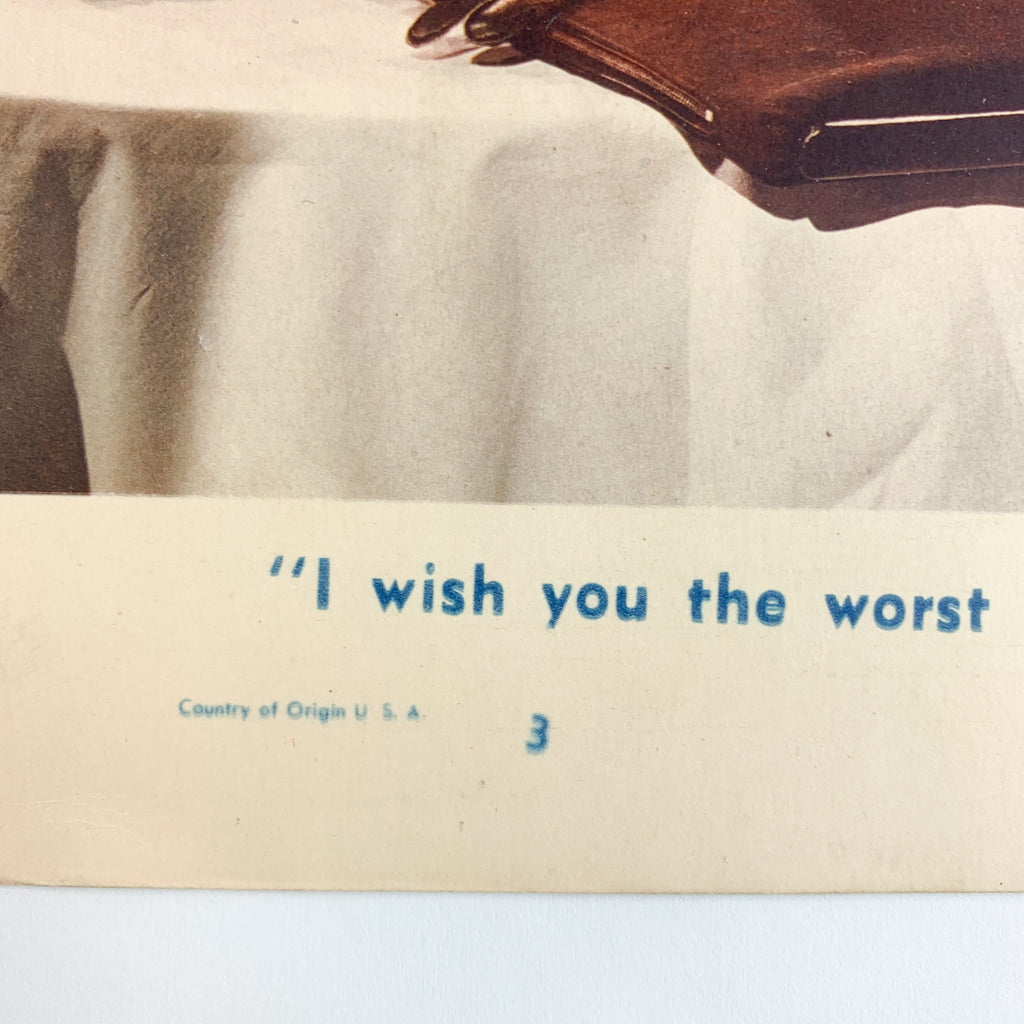 “I wish you the worst
Country of Origin U. S. A.
3